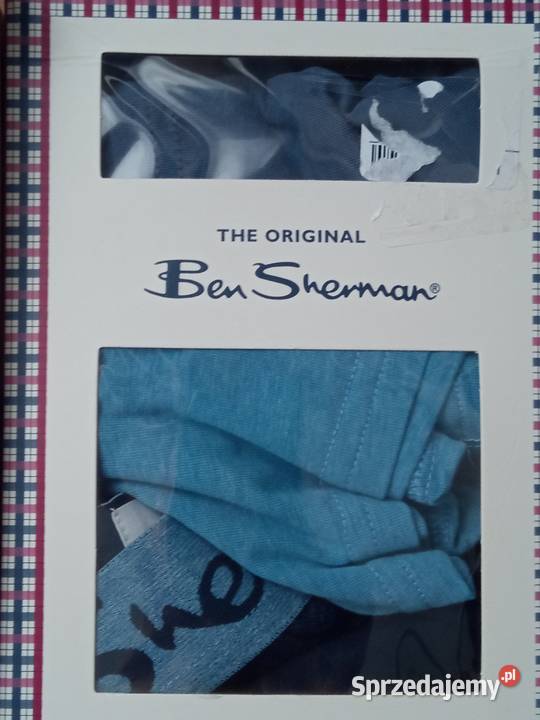 THE ORIGINAL
Ben Sherman®
Sprzedajemy.pl